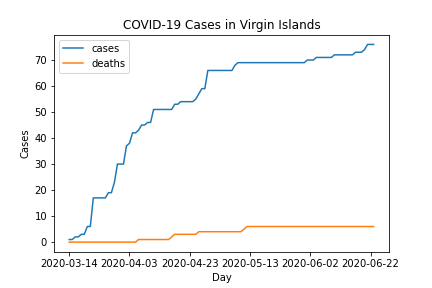 COVID-19 Cases in Virgin Islands
cases
deaths
70
60
50
40
30
20
10
0
Cases
2020-03-14 2020-04-03 2020-04-23 2020-05-13 2020-06-02 2020-06-22
Day